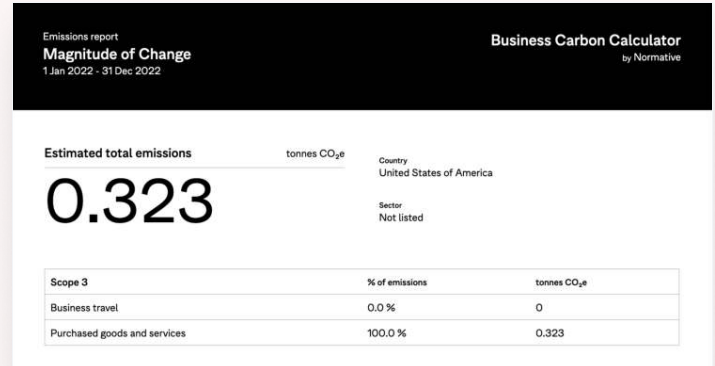 Emissions report
Magnitude of Change
1 Jan 2022 - 31 Dec 2022
Business Carbon Calculator
by Normative
Estimated total emissions tonnes CO₂e
0.323
Country
United States of America
Sector
Not listed
Scope 3 % of emissions tonnes CO₂e
Business travel 0.0 % 0
Purchased goods and services 100.0 % 0.323